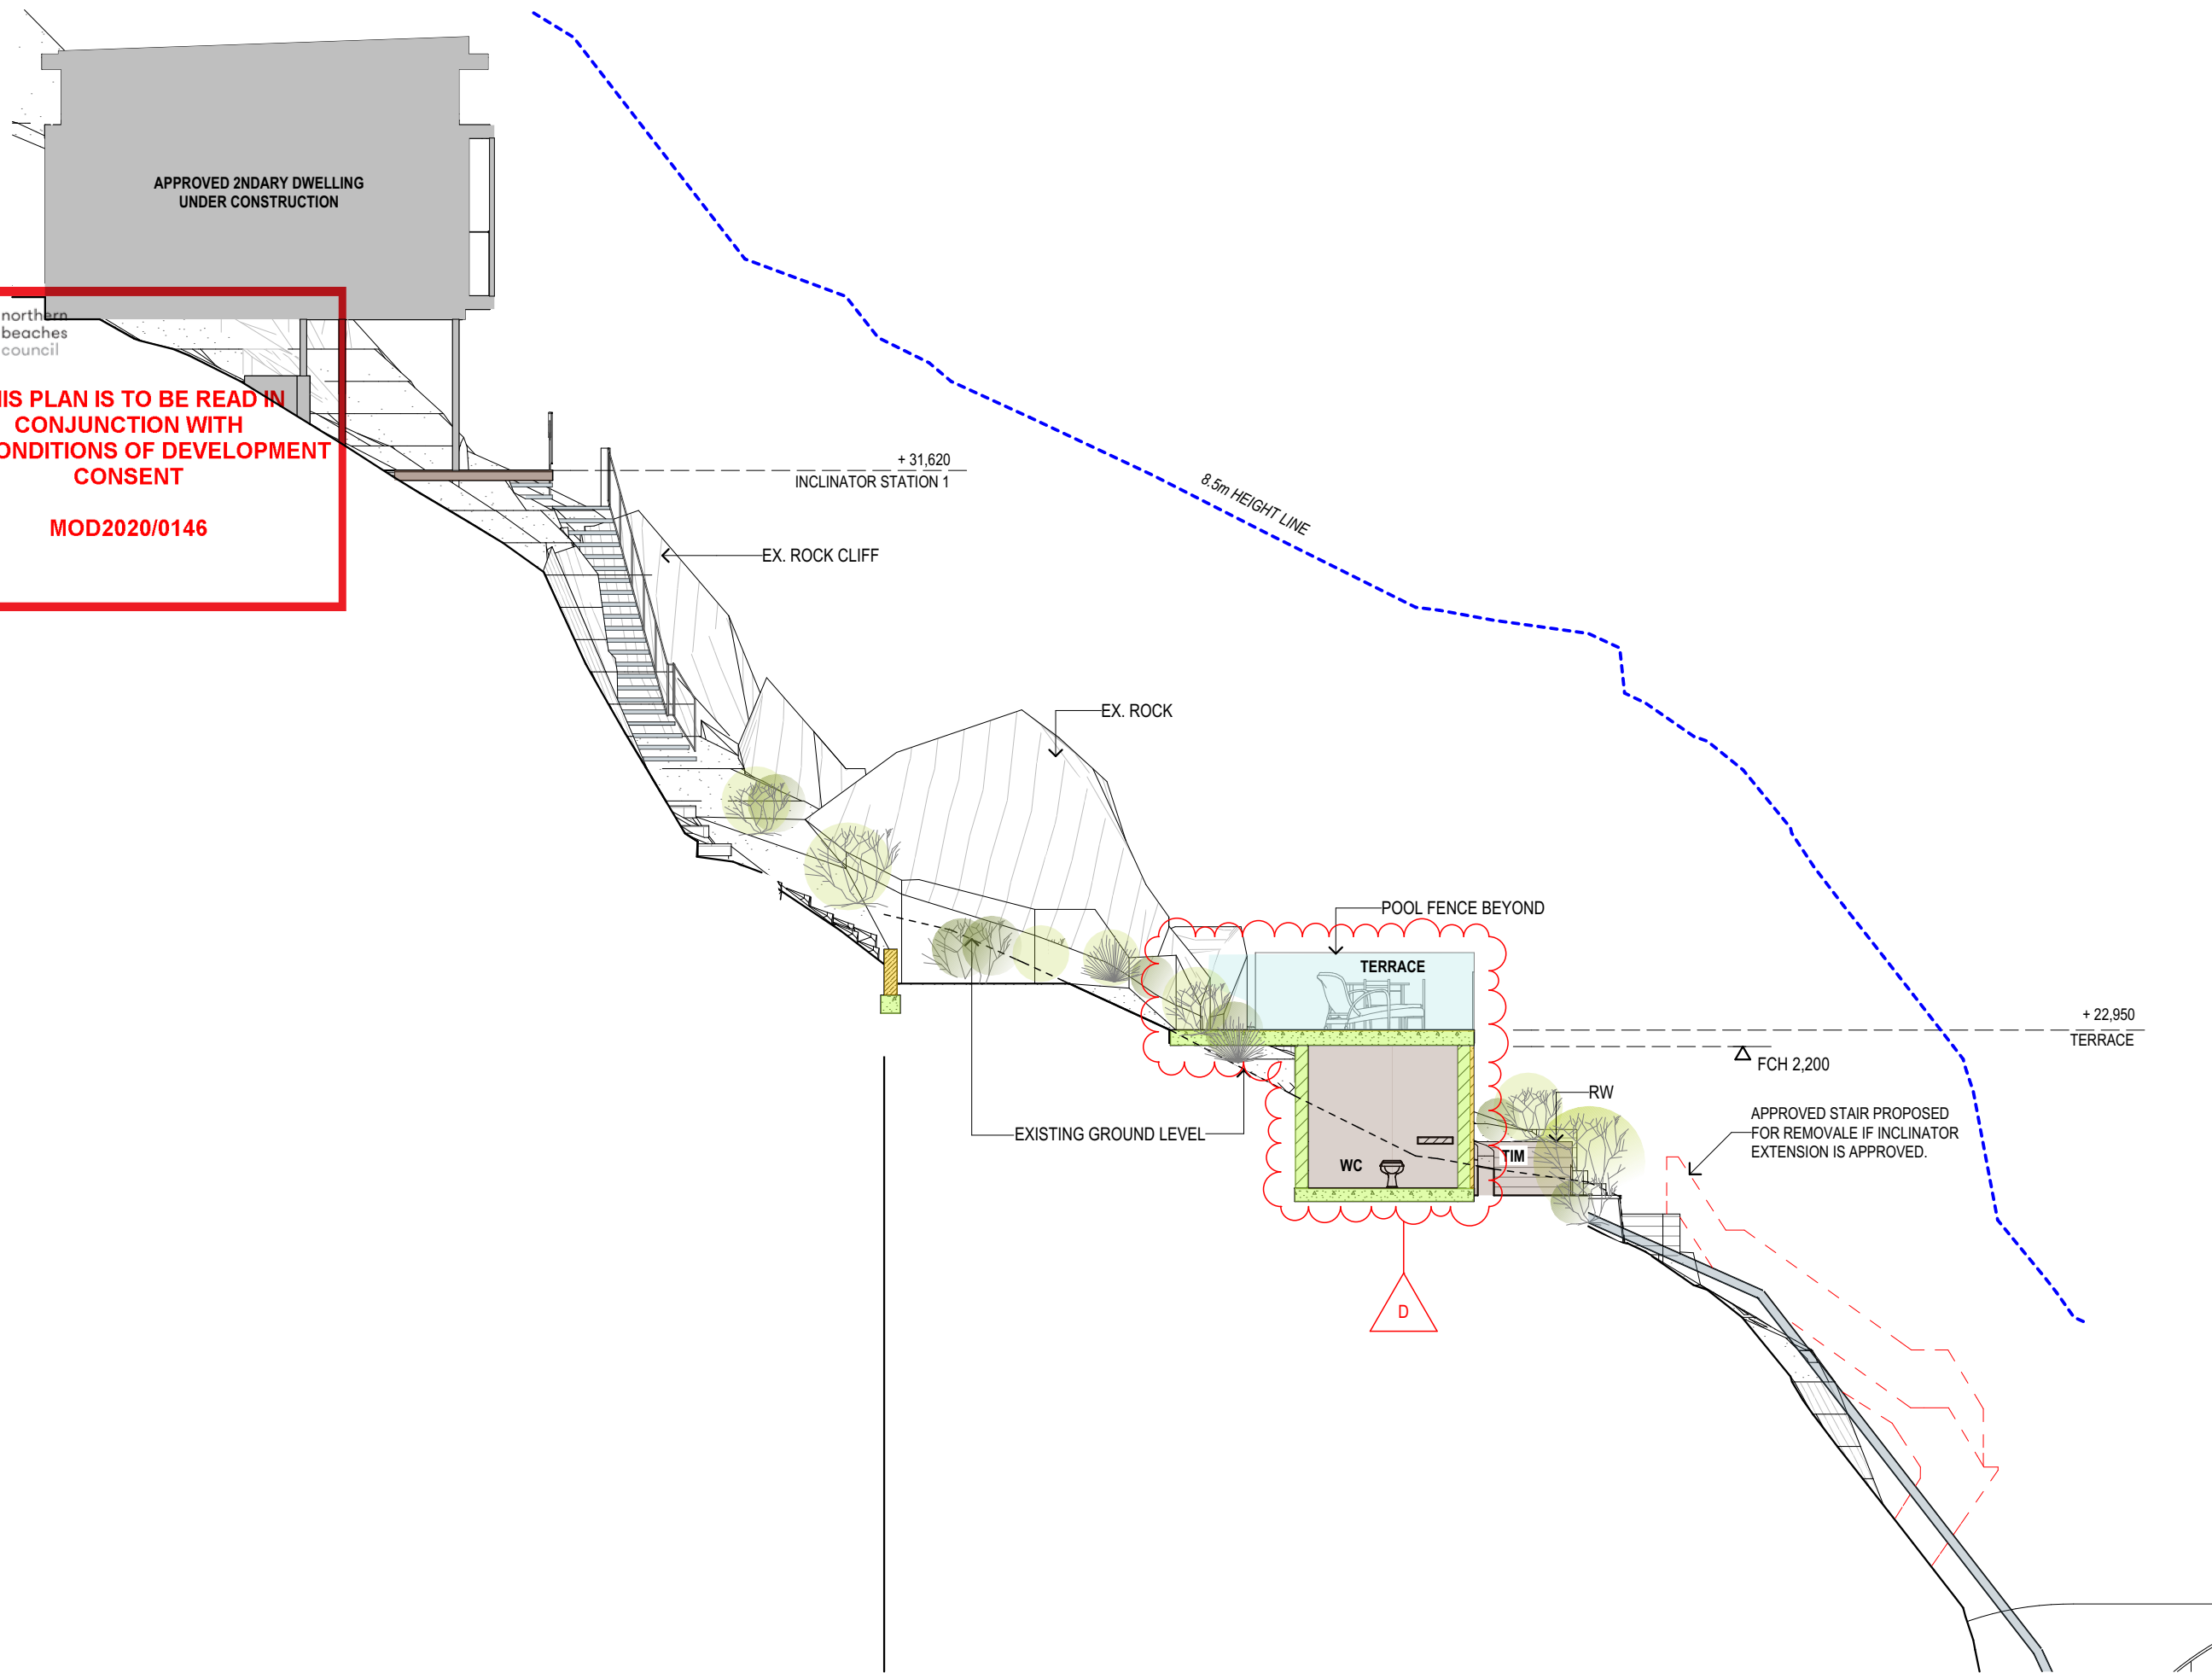 APPROVED 2NDARY DWELLING
UNDER CONSTRUCTION
northern
beaches
council
IS PLAN IS TO BE READ IN
CONJUNCTION WITH
ONDITIONS OF DEVELOPMENT
CONSENT
MOD2020/0146
+ 31,620
INCLINATOR STATION 1
8.5m HEIGHT LINE
EX. ROCK CLIFF
EX. ROCK
POOL FENCE BEYOND
TERRACE
+ 22,950
TERRACE
FCH 2,200
RW
APPROVED STAIR PROPOSED
FOR REMOVALE IF INCLINATOR
EXTENSION IS APPROVED.
EXISTING GROUND LEVEL
WC
TIM
D